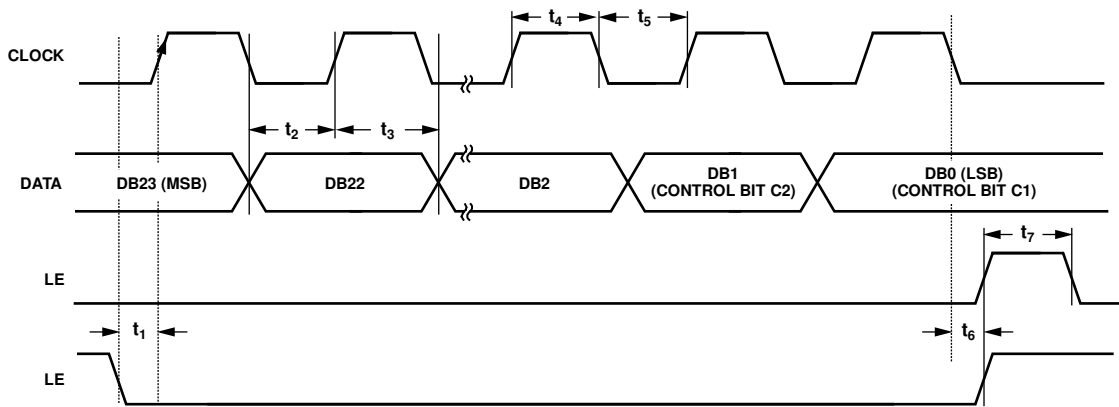 t4 t5
CLOCK
t2 t3
DATA DB23 (MSB) DB22 DB2 DB1 DB0 (LSB)
(CONTROL BIT C2) (CONTROL BIT C1)
t7
LE
t1 t6
LE